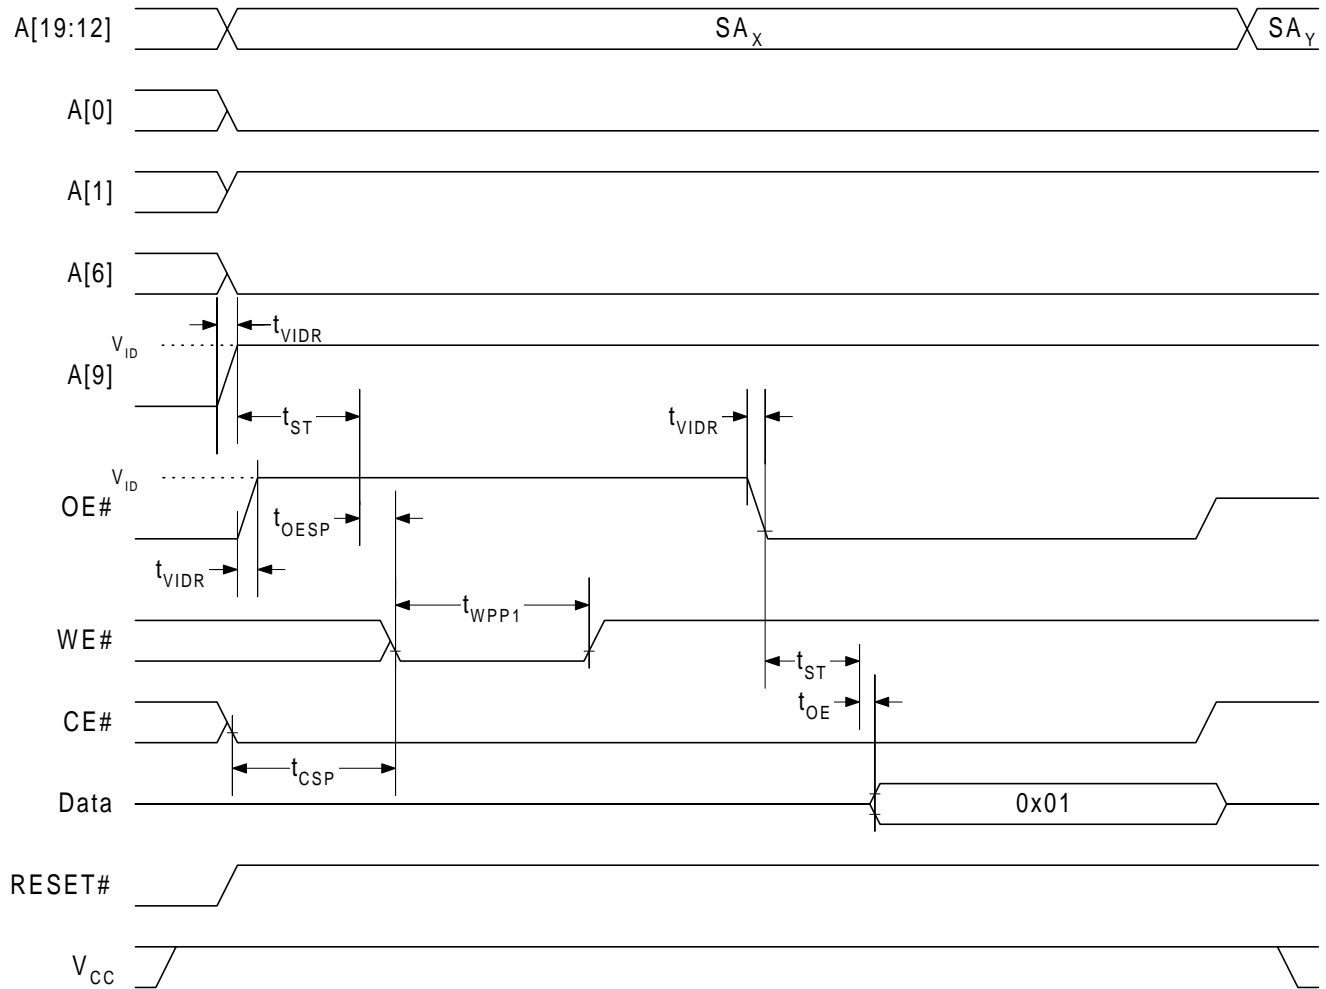 A[19:12] SAX SAY
A[0]
A[1]
A[6]
tVIDR
VID
A[9]
tST tVIDR
VID
OE#
tOESP
tVIDR
tWPP1
WE#
tST
tOE
CE#
tCSP
Data 0x01
RESET#
VCC